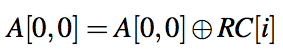 A[0,0] = A[0,0] ⊕ RC[i]